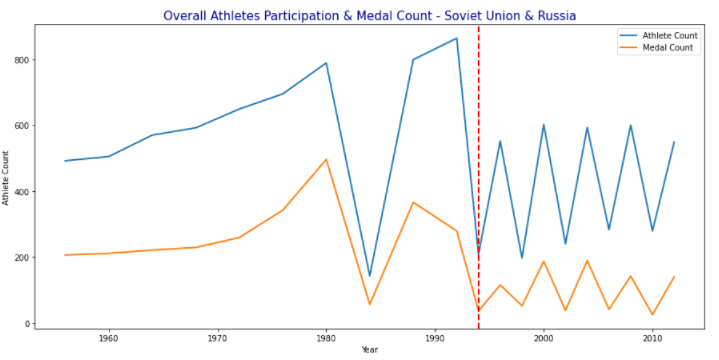 Overall Athletes Participation & Medal Count - Soviet Union & Russia
Athlete Count
Medal Count
Athlete Count
800
600
400
200
0
1960
1970
1980
1990
2000
2010
Year